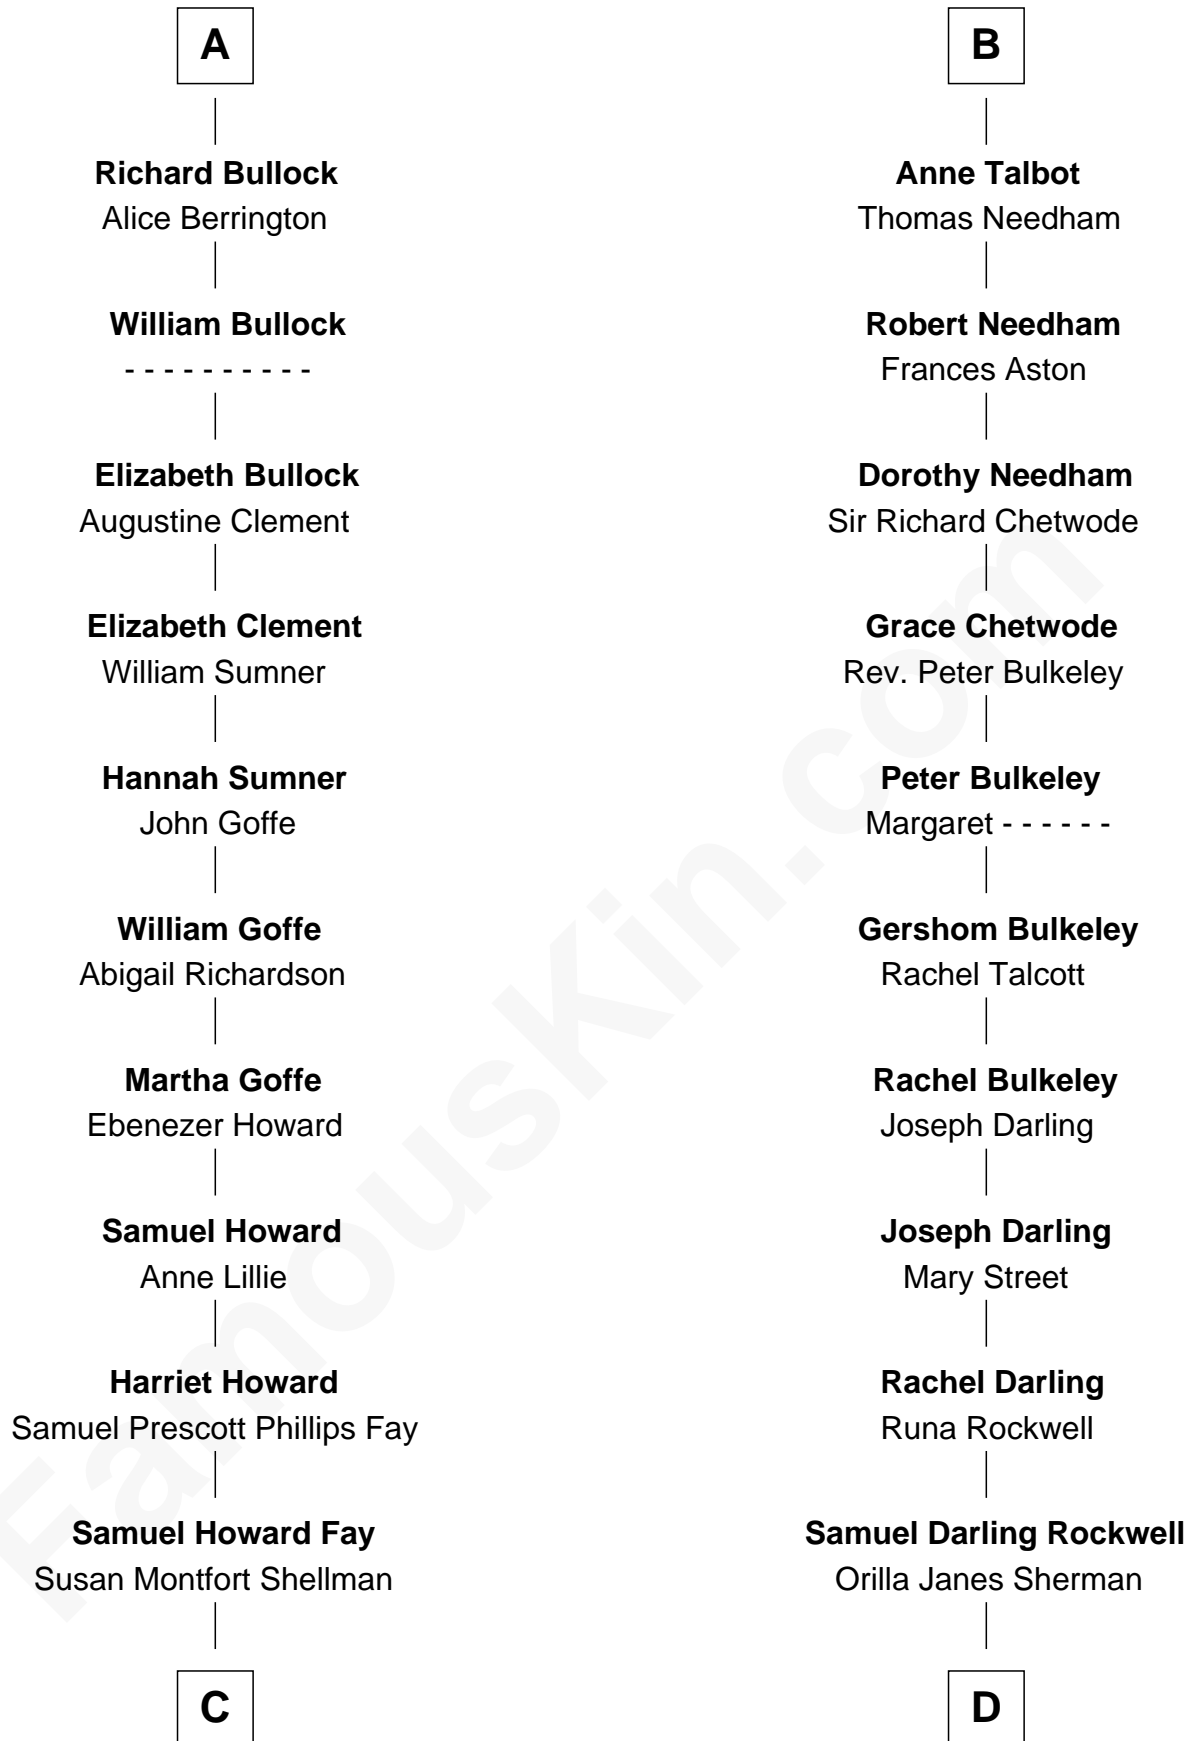 A
Richard Bullock
Alice Berrington
William Bullock
- - - - - - - - - -
Elizabeth Bullock
Augustine Clement
Elizabeth Clement
William Sumner
Hannah Sumner
John Goffe
William Goffe
Abigail Richardson
Martha Goffe
Ebenezer Howard
Samuel Howard
Anne Lillie
Harriet Howard
Samuel Prescott Phillips Fay
Samuel Howard Fay
Susan Montfort Shellman
C
B
Anne Talbot
Thomas Needham
Robert Needham
Frances Aston
Dorothy Needham
Sir Richard Chetwode
Grace Chetwode
Rev. Peter Bulkeley
Peter Bulkeley
Margaret - - - - - -
Gershom Bulkeley
Rachel Talcott
Rachel Bulkeley
Joseph Darling
Joseph Darling
Mary Street
Rachel Darling
Runa Rockwell
Samuel Darling Rockwell
Orilla Janes Sherman
D
FamousKin.com